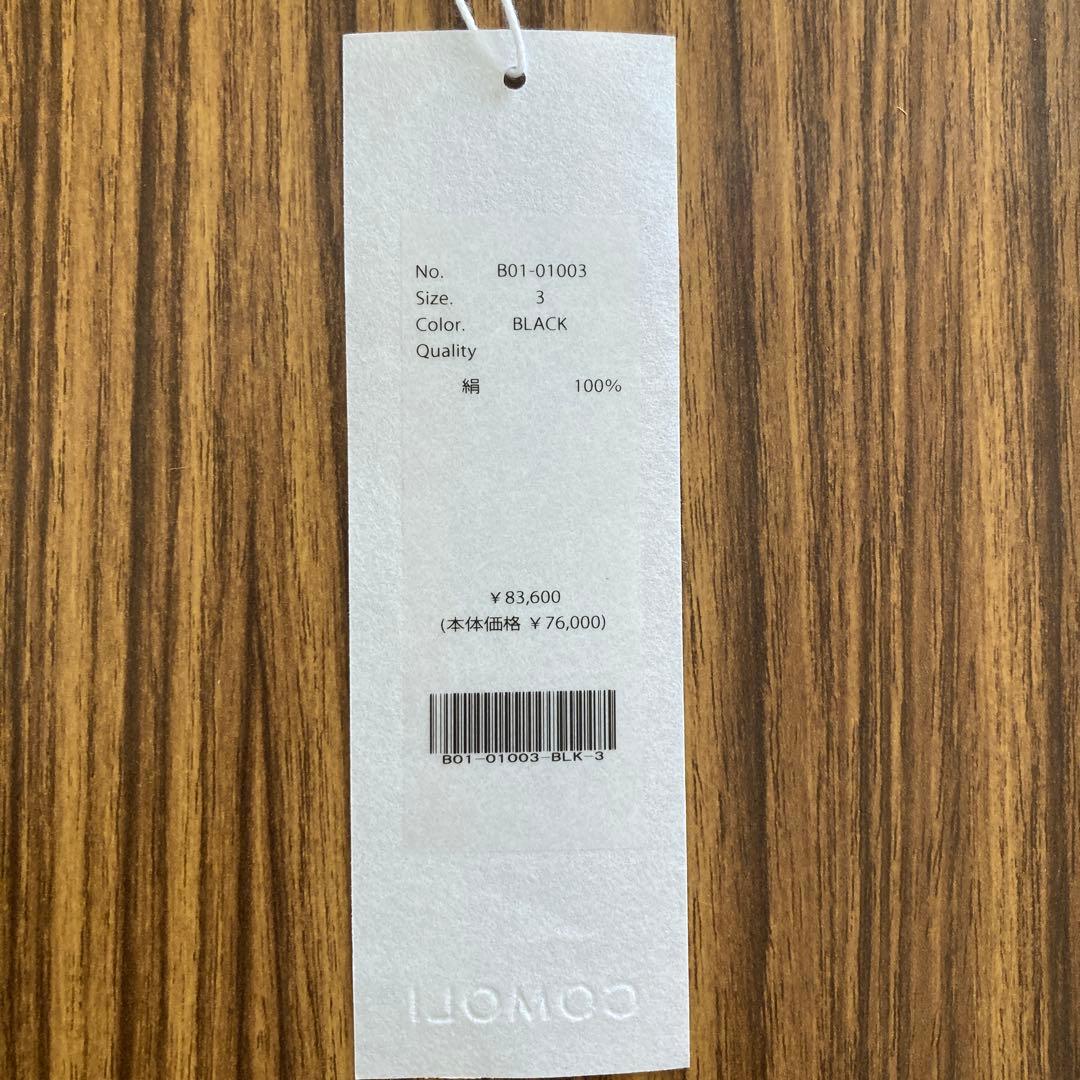 No. B01-01003
Size. 3
Color. BLACK
Quality
絹 100%
¥83,600
(本体価格 ¥76,000)
B01-01003-BLK-3
COMOLI